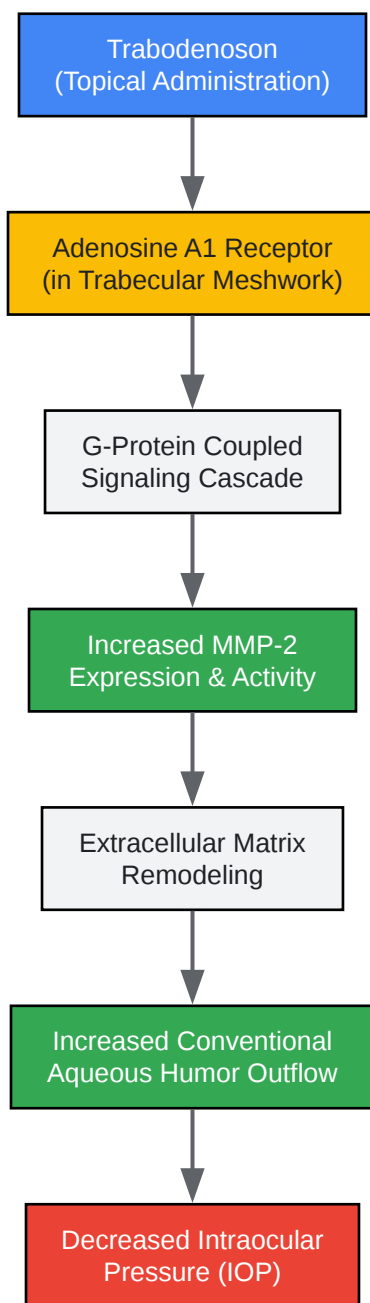 Trabodenoson
(Topical Administration)
Adenosine A1 Receptor
(in Trabecular Meshwork)
G-Protein Coupled
Signaling Cascade
Increased MMP-2
Expression & Activity
Extracellular Matrix
Remodeling
Increased Conventional
Aqueous Humor Outflow
Decreased Intraocular
Pressure (IOP)